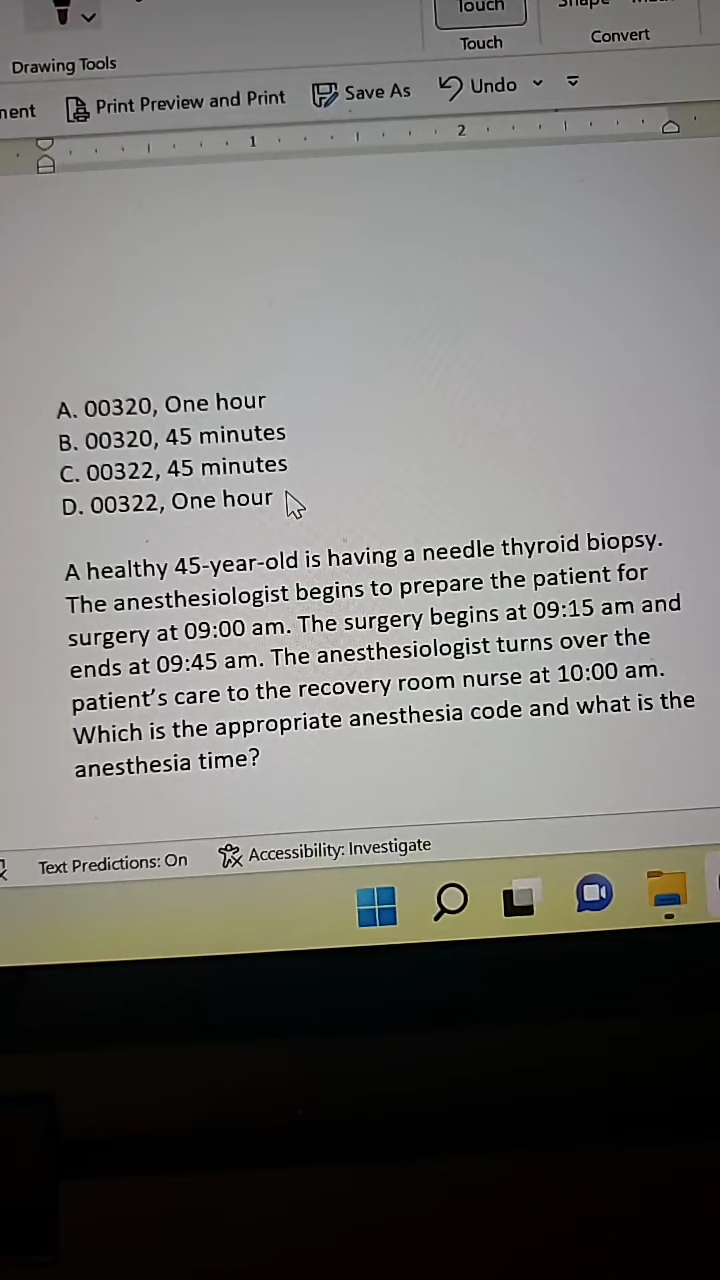 Touch
Drawing Tools
Touch
Convert
Print Preview and Print
Save As
Undo
1
2
A. 00320, One hour
B. 00320, 45 minutes
C. 00322, 45 minutes
D. 00322, One hour
A healthy 45-year-old is having a needle thyroid biopsy.
The anesthesiologist begins to prepare the patient for
surgery at 09:00 am. The surgery begins at 09:15 am and
ends at 09:45 am. The anesthesiologist turns over the
patient's care to the recovery room nurse at 10:00 am.
Which is the appropriate anesthesia code and what is the
anesthesia time?
Text Predictions: On
Accessibility: Investigate